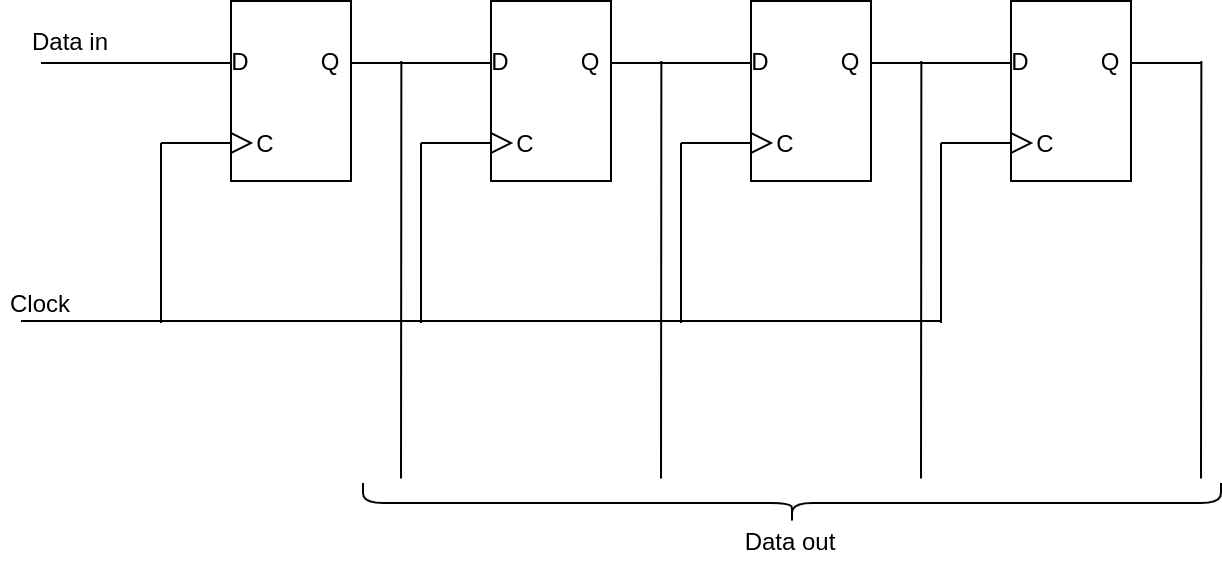 Data in
D Q D Q D Q D Q
C C C C
Clock
Data out